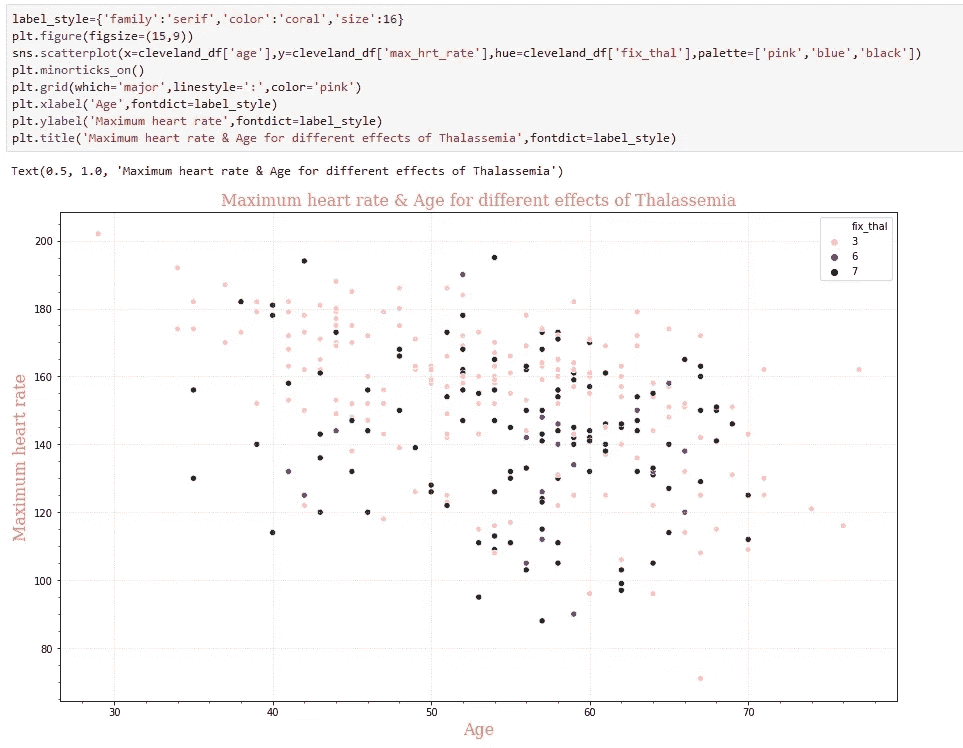 label_style={'family':'serif','color':'coral','size':16}
plt.figure(figsize=(15,9))
sns.scatterplot(x=cleveland_df['age'],y=cleveland_df['max_hrt_rate'],hue=cleveland_df['fix_thal'],palette=['pink','blue','black'])
plt.minorticks_on()
plt.grid(which='major',linestyle=':',color='pink')
plt.xlabel('Age',fontdict=label_style)
plt.ylabel('Maximum heart rate',fontdict=label_style)
plt.title('Maximum heart rate & Age for different effects of Thalassemia',fontdict=label_style)
Text(0.5, 1.0, 'Maximum heart rate & Age for different effects of Thalassemia')
Maximum heart rate & Age for different effects of Thalassemia
fix_thal
3
6
7
Maximum heart rate
200
180
160
140
120
100
80
30 40 50 60 70
Age